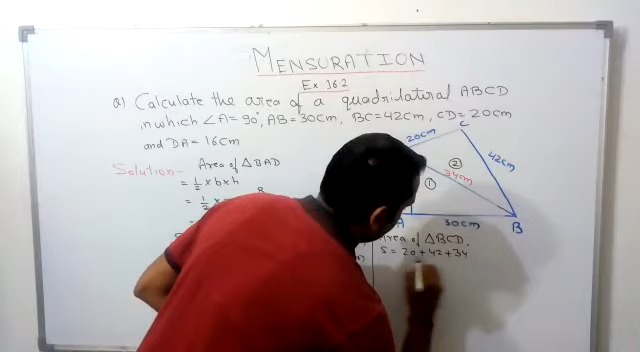 MENSURATION
Ex 16.2
Q) Calculate the area of a quadrilateral ABCD
in which ∠A = 90°, AB = 30cm, BC = 42cm, CD = 20cm
and DA = 16cm
Solution- Area of △BAD
= 1/2 × b × h
= 1/2 ×
C
20cm
42cm
②
34cm
①
A
30cm
B
Area of △BCD,
S = 20+42+34